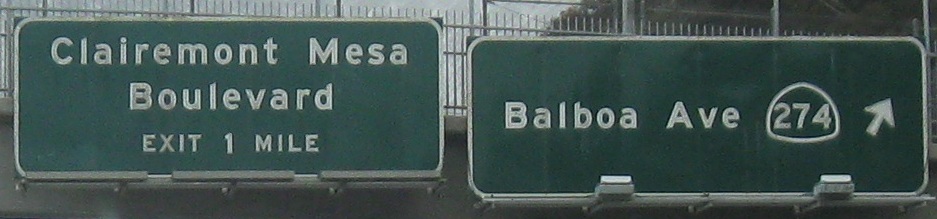 Clairemont Mesa
Boulevard
EXIT 1 MILE
Balboa Ave 274